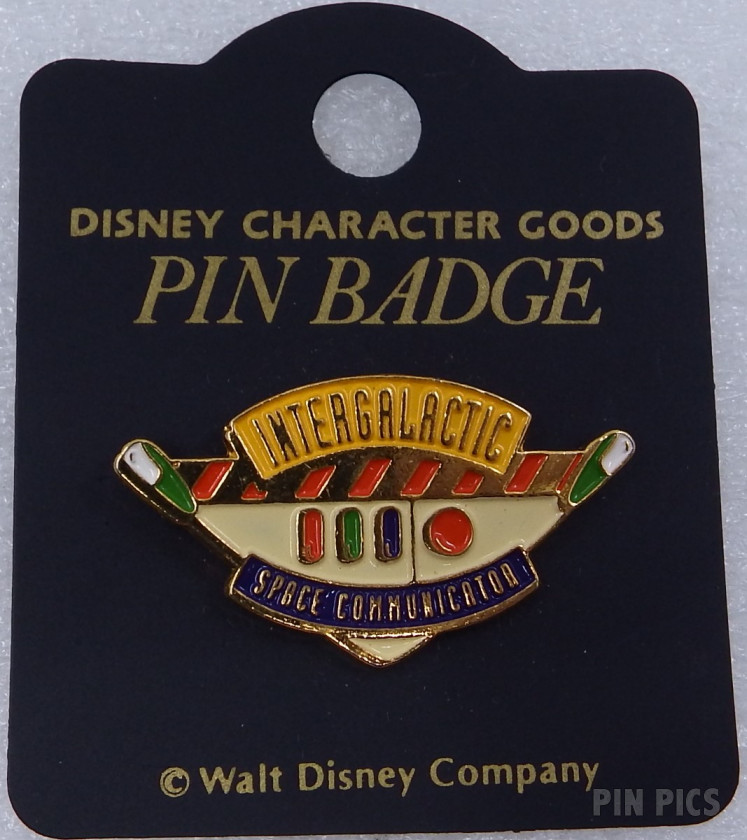 DISNEY CHARACTER GOODS
PIN BADGE
INTERGALACTIC
SPACE COMMUNICATOR
© Walt Disney Company
PIN PICS